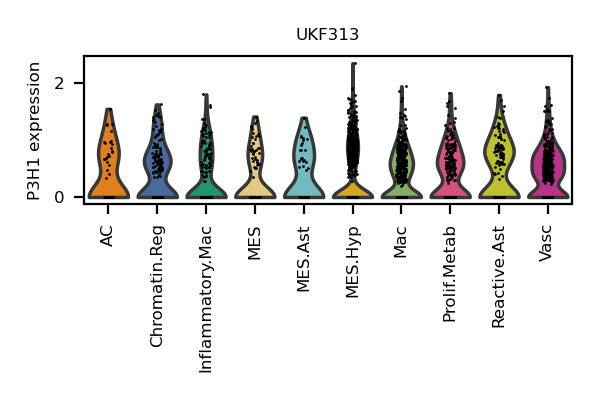 UKF313
P3H1 expression
2
0
AC
Chromatin.Reg
Inflammatory.Mac
MES
MES.Ast
MES.Hyp
Mac
Prolif.Metab
Reactive.Ast
Vasc